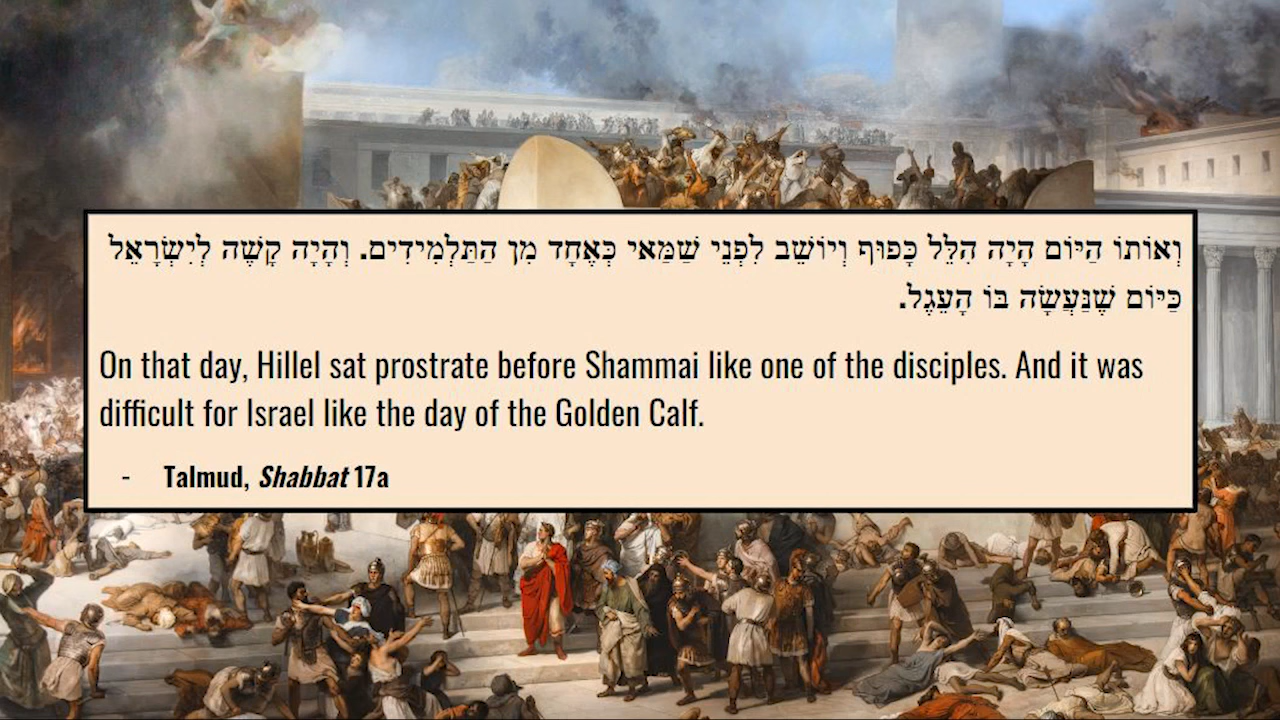 וְאוֹתוֹ הַיּוֹם הָיָה הִלֵּל כָּפוּף וְיוֹשֵׁב לִפְנֵי שַׁמַּאי כְּאֶחָד מִן הַתַּלְמִידִים. וְהָיָה קָשֶׁה לְיִשְׂרָאֵל
כַּיּוֹם שֶׁנַּעֲשָׂה בּוֹ הָעֵגֶל.
On that day, Hillel sat prostrate before Shammai like one of the disciples. And it was
difficult for Israel like the day of the Golden Calf.
- Talmud, Shabbat 17a